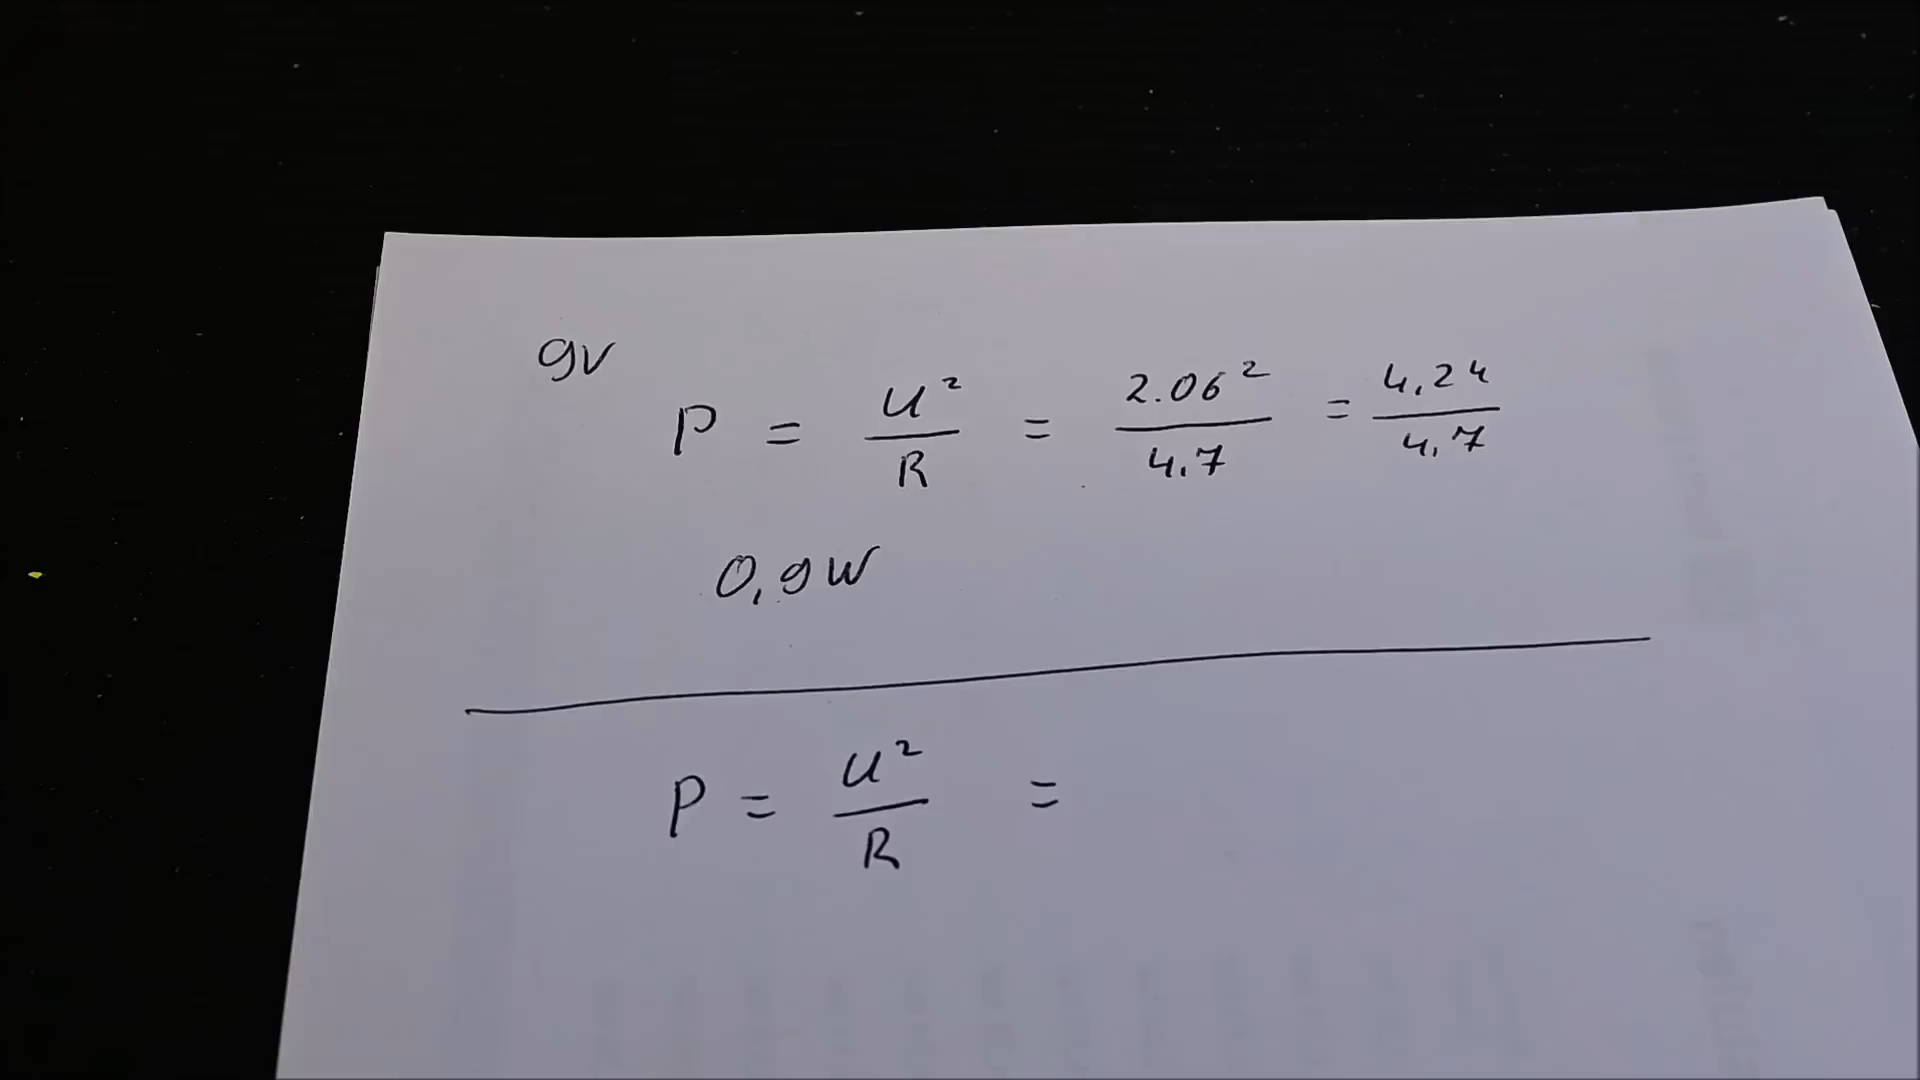 9V
P = U² / R = 2.06² / 4.7 = 4,24 / 4,7
0,9W
P = U² / R =